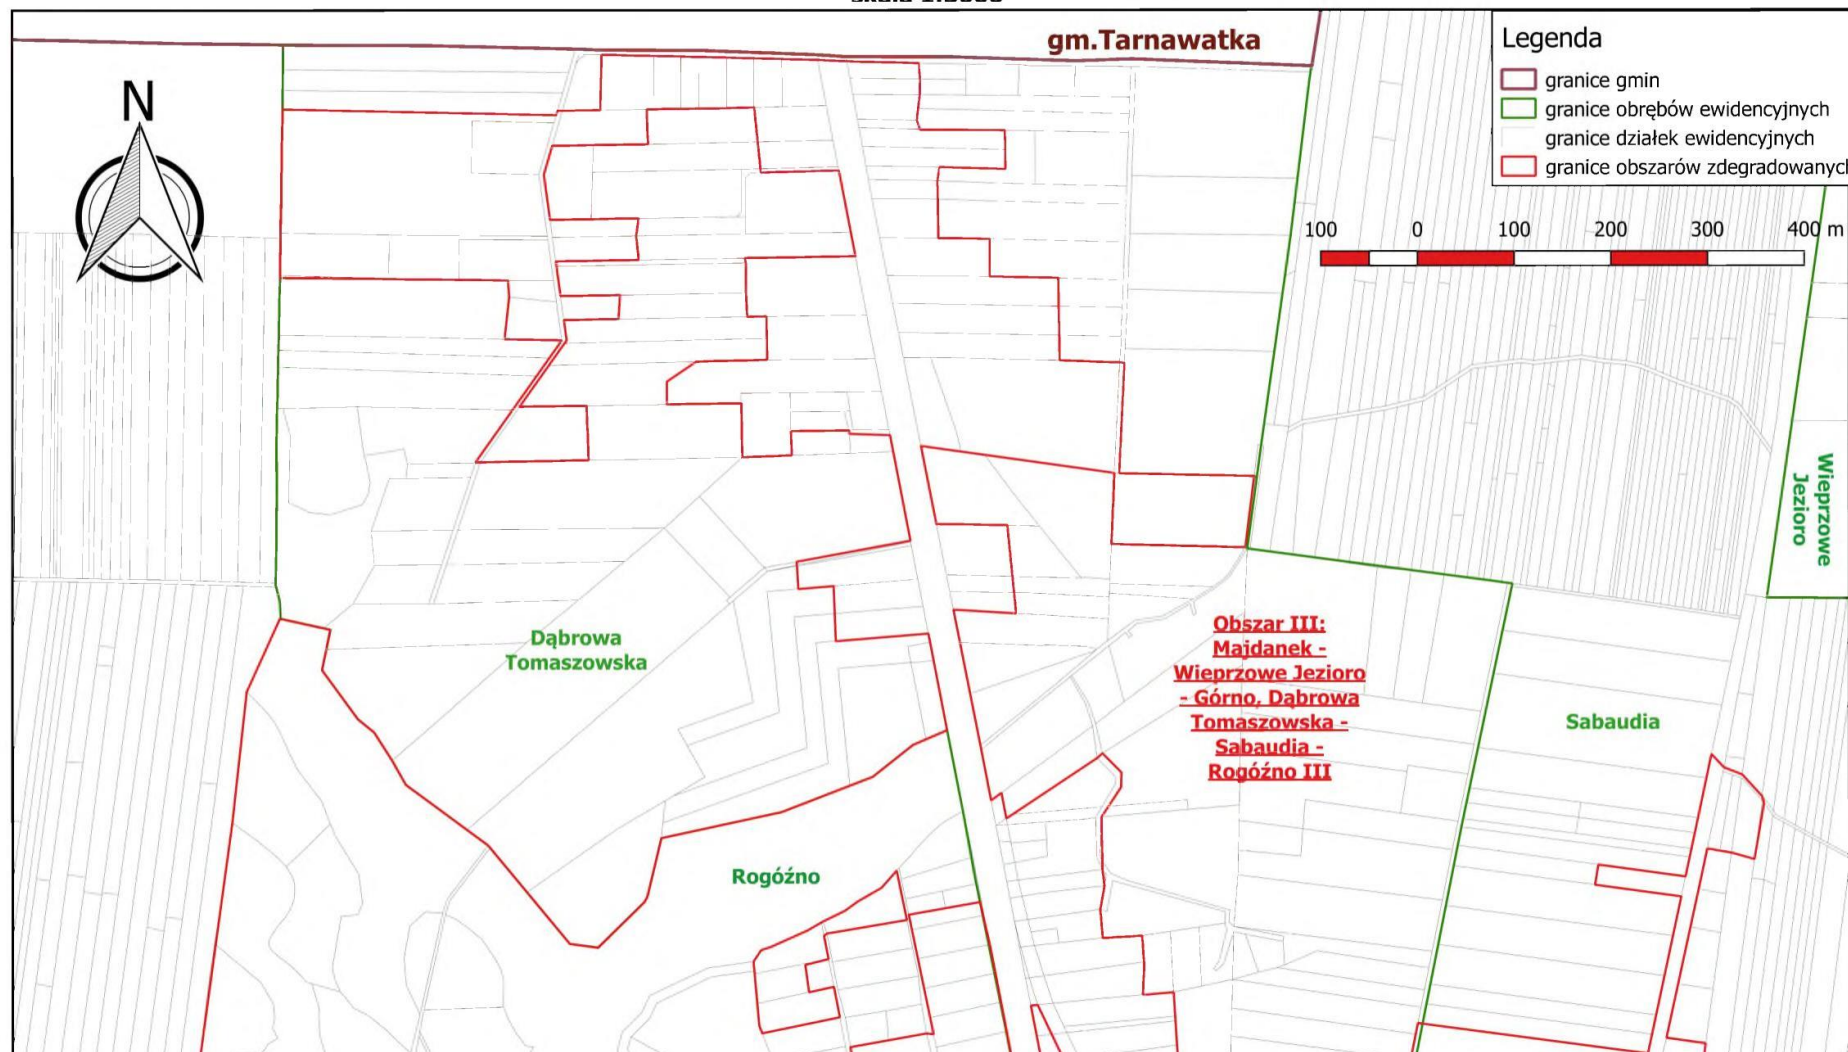 gm.Tarnawatka
Legenda
granice gmin
granice obrębów ewidencyjnych
granice działek ewidencyjnych
granice obszarów zdegradowanych
N
100 0 100 200 300 400 m
Wieprzowe
Jezioro
Dąbrowa
Tomaszowska
Obszar III:
Majdanek -
Wieprzowe Jezioro
- Górno, Dąbrowa
Tomaszowska -
Sabaudia -
Rogóźno III
Sabaudia
Rogóźno